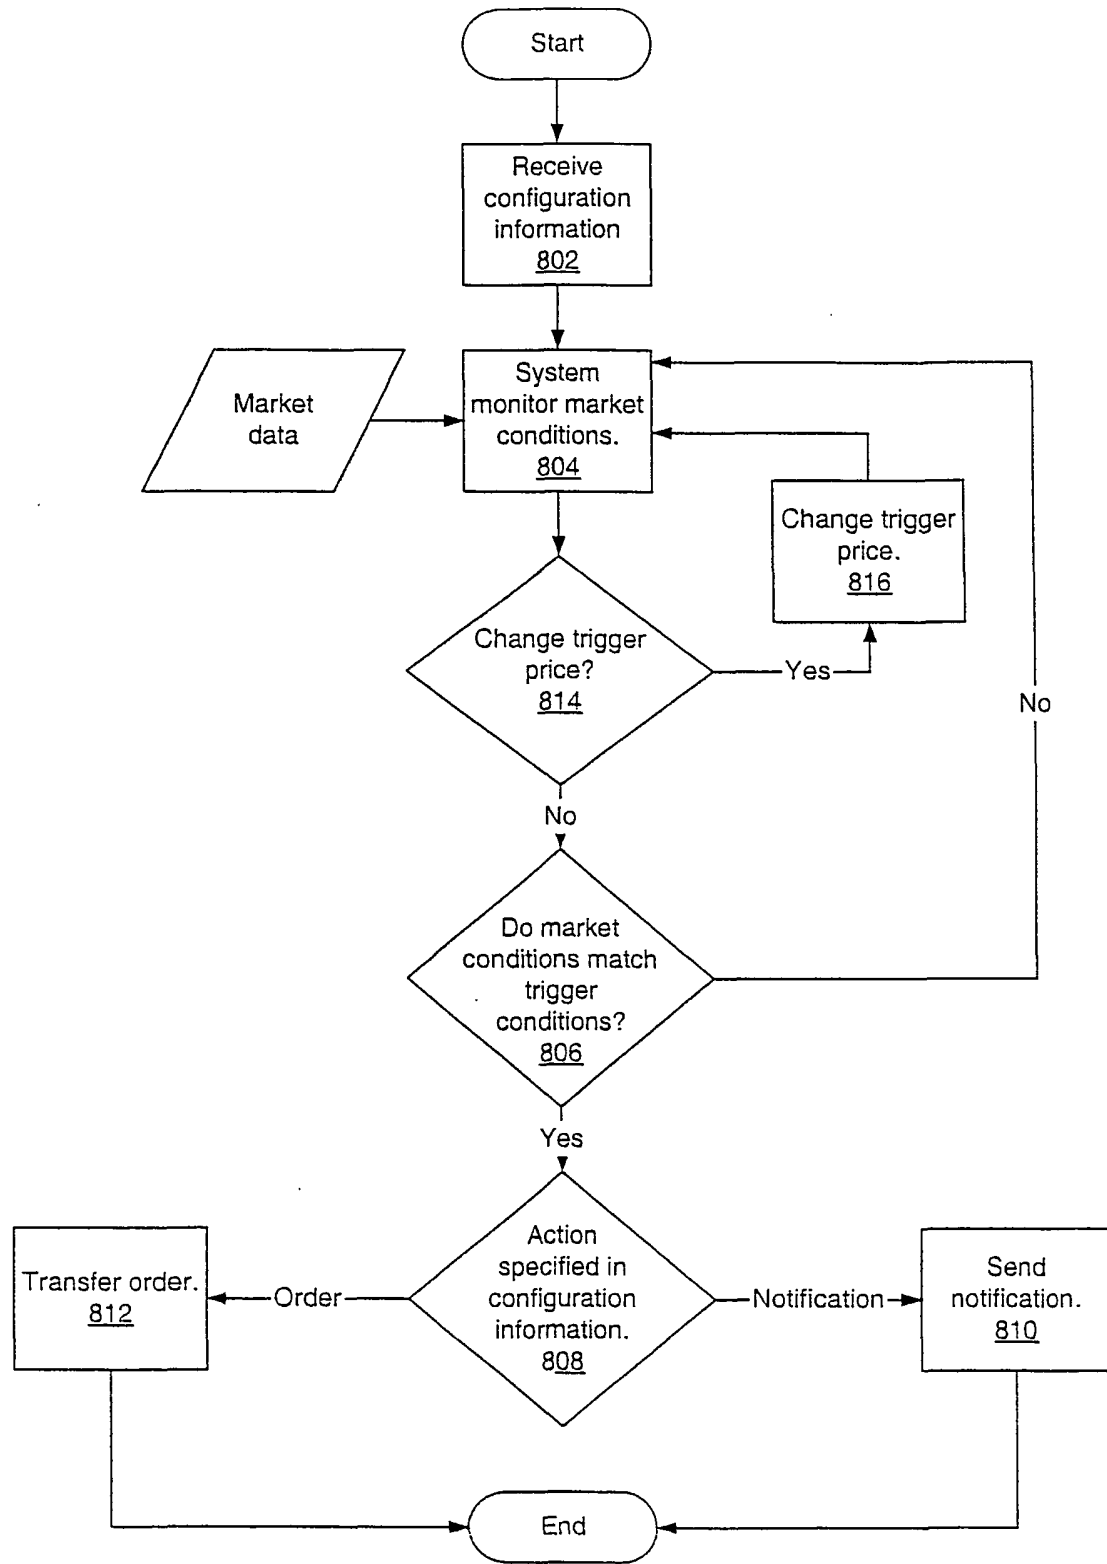 Start
Receive
configuration
information
802
Market
data
System
monitor market
conditions.
804
Change trigger
price.
816
Change trigger
price?
814
Yes
No
No
Do market
conditions match
trigger
conditions?
806
Yes
Action
specified in
configuration
information.
808
Transfer order.
812
Order
Notification
Send
notification.
810
End